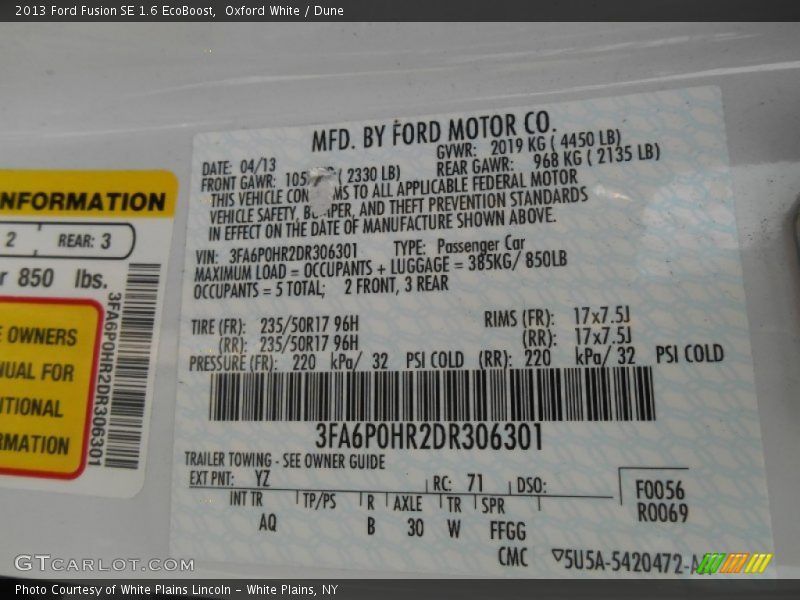 2013 Ford Fusion SE 1.6 EcoBoost,  Oxford White / Dune
NFORMATION
2 REAR: 3
r 850 lbs.
E OWNERS
UAL FOR
ITIONAL
RMATION
3FA6P0HR2DR306301
MFD. BY FORD MOTOR CO.
DATE: 04/13 GVWR: 2019 KG ( 4450 LB)
FRONT GAWR: 105 ( 2330 LB) REAR GAWR: 968 KG ( 2135 LB)
THIS VEHICLE CON MS TO ALL APPLICABLE FEDERAL MOTOR
VEHICLE SAFETY, B PER, AND THEFT PREVENTION STANDARDS
IN EFFECT ON THE DATE OF MANUFACTURE SHOWN ABOVE.
VIN: 3FA6P0HR2DR306301 TYPE: Passenger Car
MAXIMUM LOAD = OCCUPANTS + LUGGAGE = 385KG/ 850LB
OCCUPANTS = 5 TOTAL; 2 FRONT, 3 REAR
TIRE (FR): 235/50R17 96H RIMS (FR): 17x7.5J
(RR): 235/50R17 96H (RR): 17x7.5J
PRESSURE (FR): 220 kPa/ 32 PSI COLD (RR): 220 kPa/ 32 PSI COLD
3FA6P0HR2DR306301
TRAILER TOWING - SEE OWNER GUIDE
EXT PNT: YZ RC: 71 DSO: F0056
INT TR TP/PS R AXLE TR SPR R0069
AQ B 30 W FFGG
CMC ▽5U5A-5420472-A
GTCARLOT.COM
Photo Courtesy of White Plains Lincoln - White Plains, NY